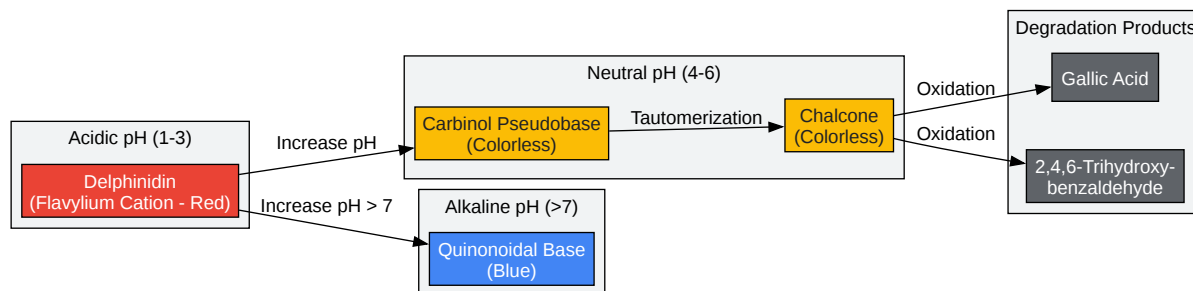 Acidic pH (1-3)
Delphinidin
(Flavylium Cation - Red)
Increase pH
Increase pH > 7
Neutral pH (4-6)
Carbinol Pseudobase
(Colorless)
Tautomerization
Chalcone
(Colorless)
Alkaline pH (>7)
Quinonoidal Base
(Blue)
Oxidation
Oxidation
Degradation Products
Gallic Acid
2,4,6-Trihydroxy-
benzaldehyde